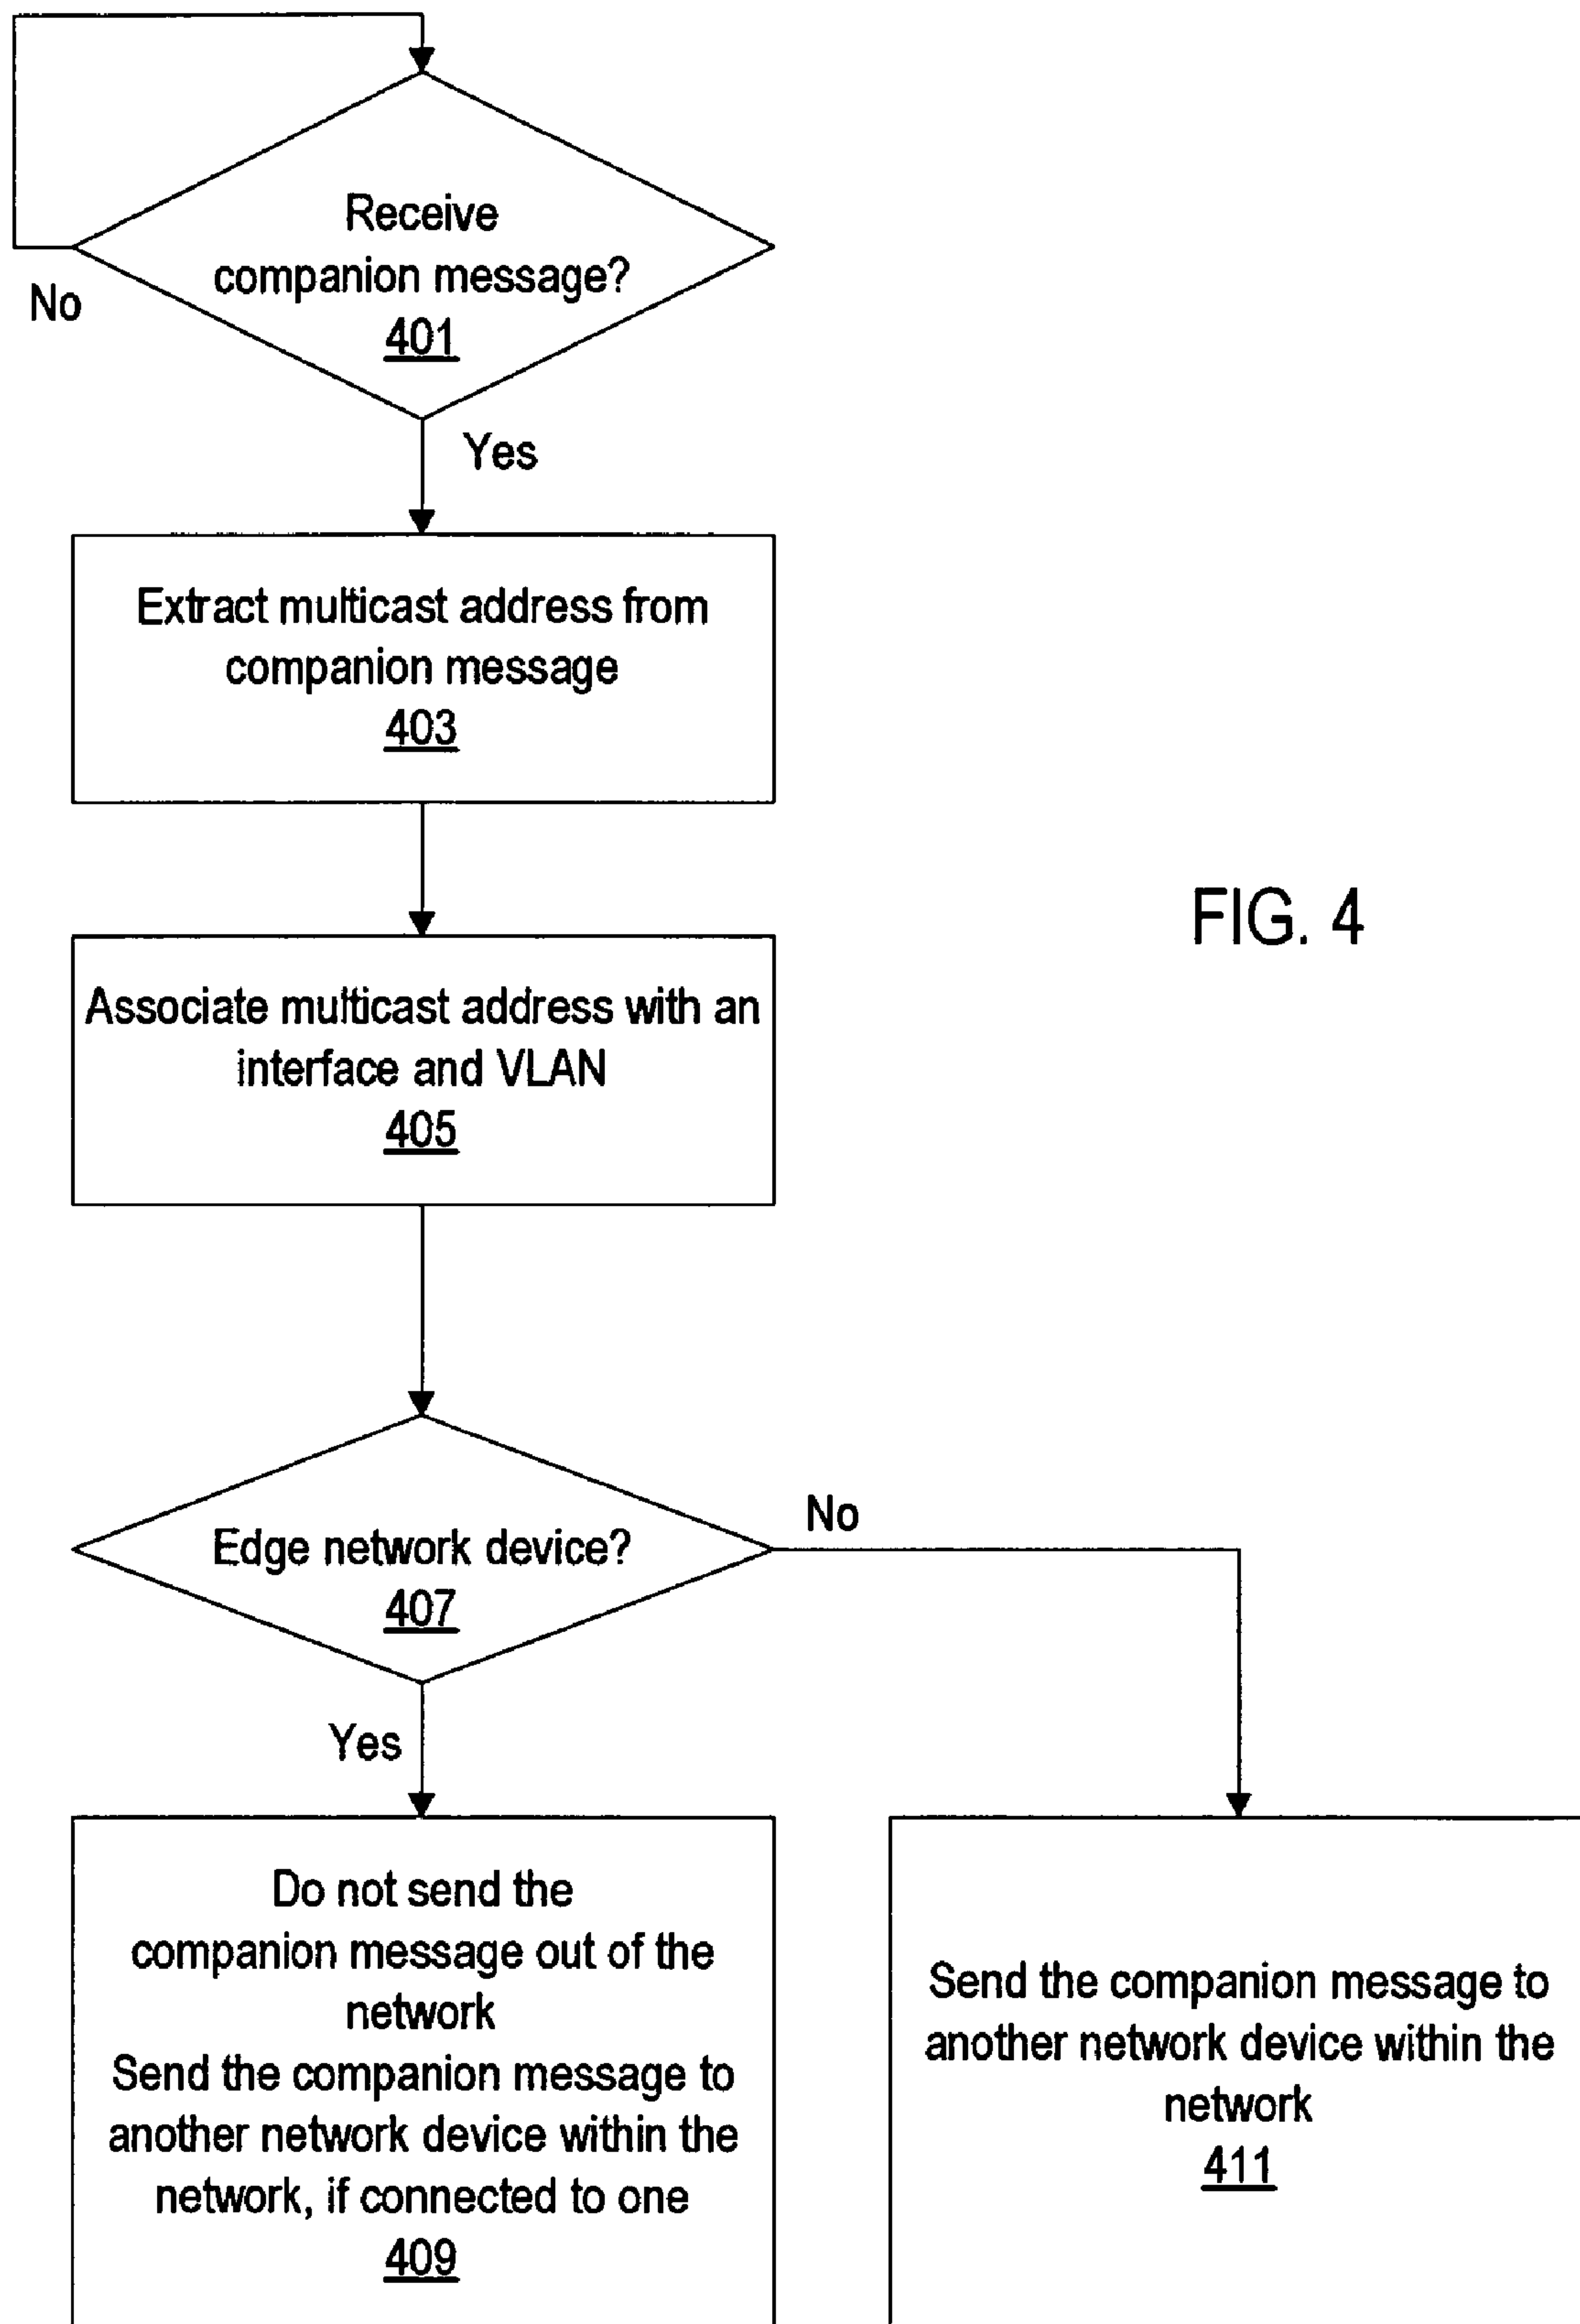 Receive
companion message?
401
No
Yes
Extract multicast address from
companion message
403
FIG. 4
Associate multicast address with an
interface and VLAN
405
Edge network device?
407
No
Yes
Do not send the
companion message out of the
network
Send the companion message to
another network device within the
network, if connected to one
409
Send the companion message to
another network device within the
network
411